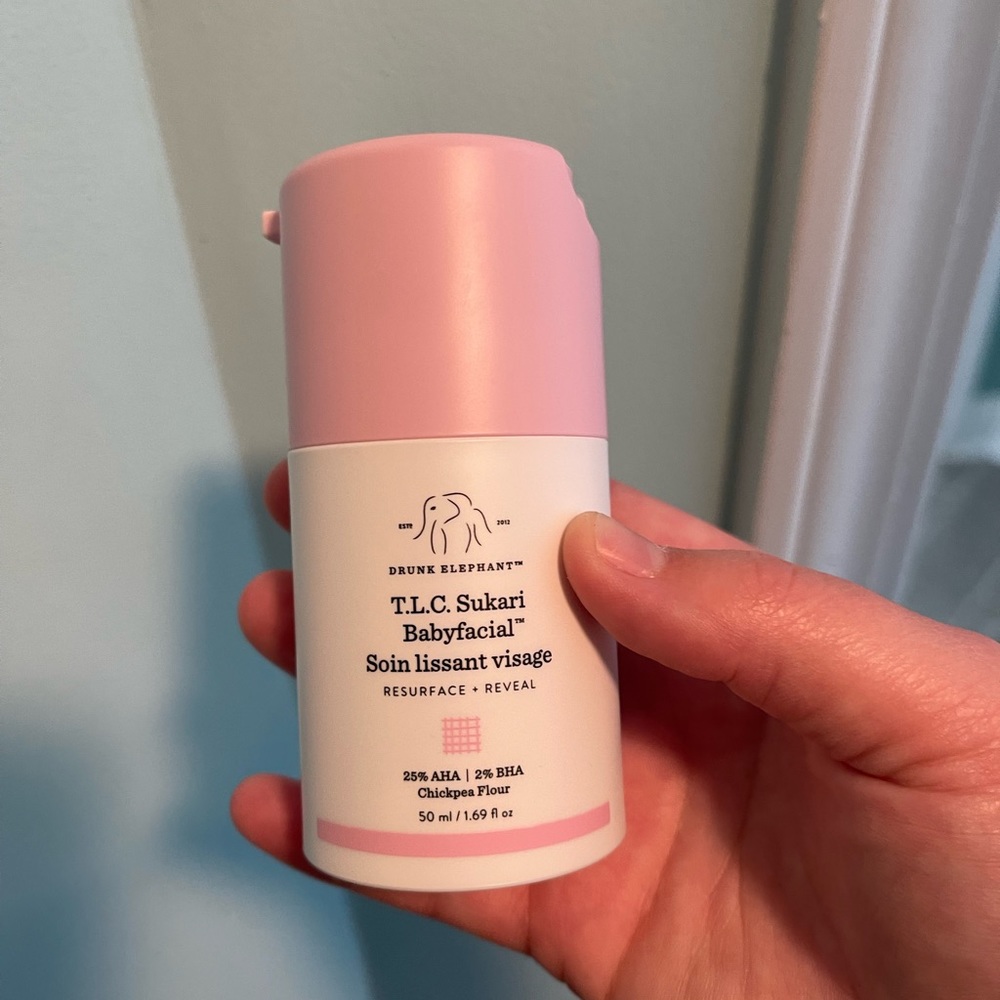 ESTD 2012
DRUNK ELEPHANT™
T.L.C. Sukari
Babyfacial™
Soin lissant visage
RESURFACE + REVEAL
25% AHA | 2% BHA
Chickpea Flour
50 ml / 1.69 fl oz